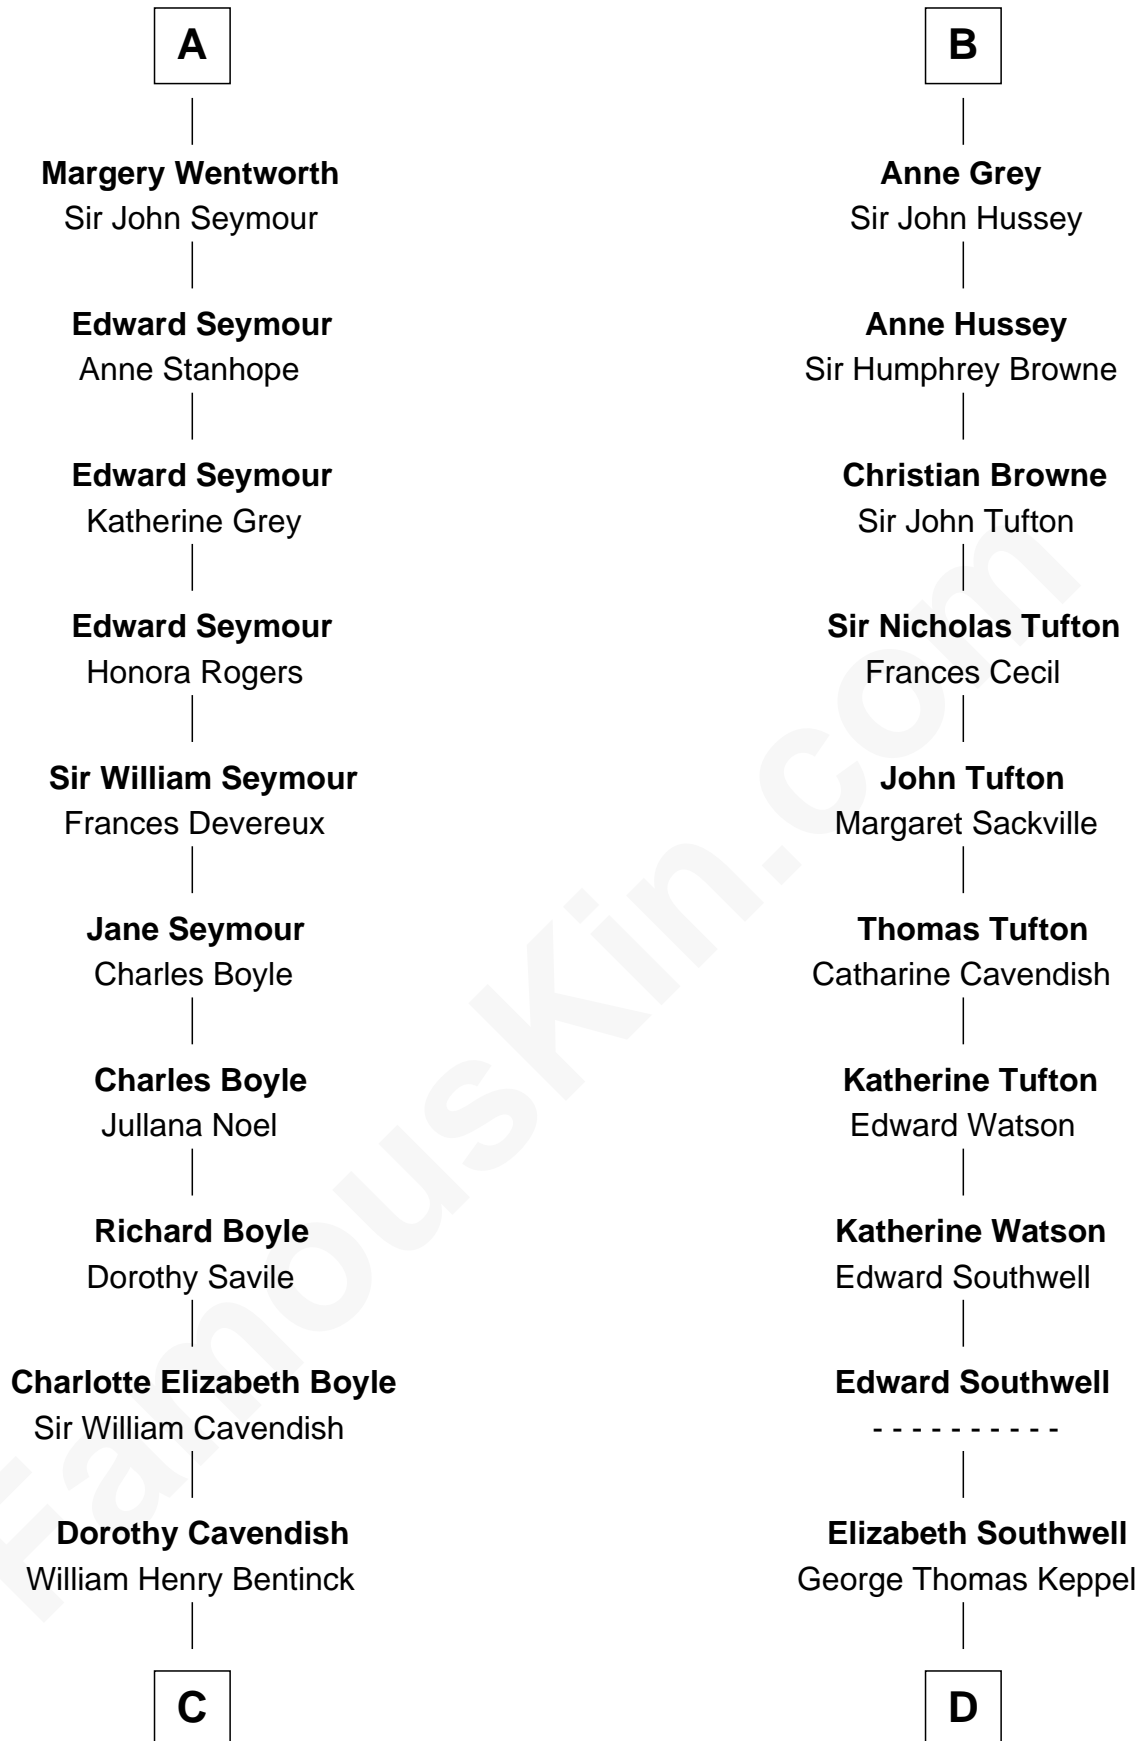 A
Margery Wentworth
Sir John Seymour
Edward Seymour
Anne Stanhope
Edward Seymour
Katherine Grey
Edward Seymour
Honora Rogers
Sir William Seymour
Frances Devereux
Jane Seymour
Charles Boyle
Charles Boyle
Jullana Noel
Richard Boyle
Dorothy Savile
Charlotte Elizabeth Boyle
Sir William Cavendish
Dorothy Cavendish
William Henry Bentinck
C
B
Anne Grey
Sir John Hussey
Anne Hussey
Sir Humphrey Browne
Christian Browne
Sir John Tufton
Sir Nicholas Tufton
Frances Cecil
John Tufton
Margaret Sackville
Thomas Tufton
Catharine Cavendish
Katherine Tufton
Edward Watson
Katherine Watson
Edward Southwell
Edward Southwell
- - - - - - - - - -
Elizabeth Southwell
George Thomas Keppel
D
FamousKin.com